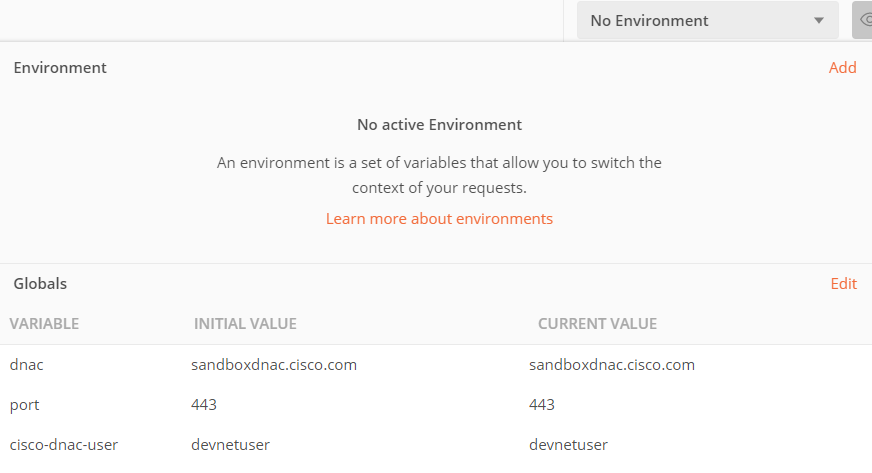 No Environment
Environment Add
No active Environment
An environment is a set of variables that allow you to switch the
context of your requests.
Learn more about environments
Globals Edit
VARIABLE INITIAL VALUE CURRENT VALUE
dnac sandboxdnac.cisco.com sandboxdnac.cisco.com
port 443 443
cisco-dnac-user devnetuser devnetuser